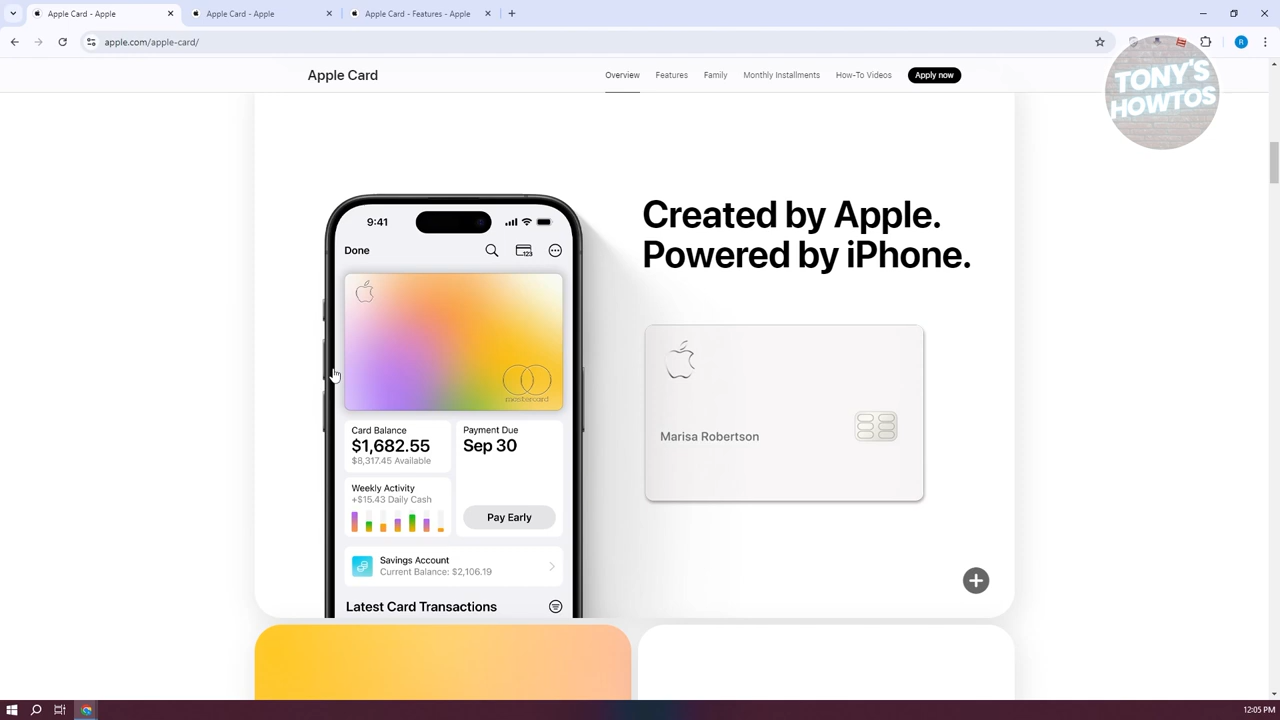 Apple Card - Apple
Apple Card - Apple
Apple Card - Features - Apple
apple.com/apple-card/
R
Apple Card
Overview
Features
Family
Monthly Installments
How-To Videos
Apply now
TONY'S
HOWTOS
9:41
Done
123
mastercard
Card Balance
$1,682.55
$8,317.45 Available
Payment Due
Sep 30
Weekly Activity
+$15.43 Daily Cash
Pay Early
Savings Account
Current Balance: $2,106.19
Latest Card Transactions
Created by Apple.
Powered by iPhone.
Marisa Robertson
12:05 PM